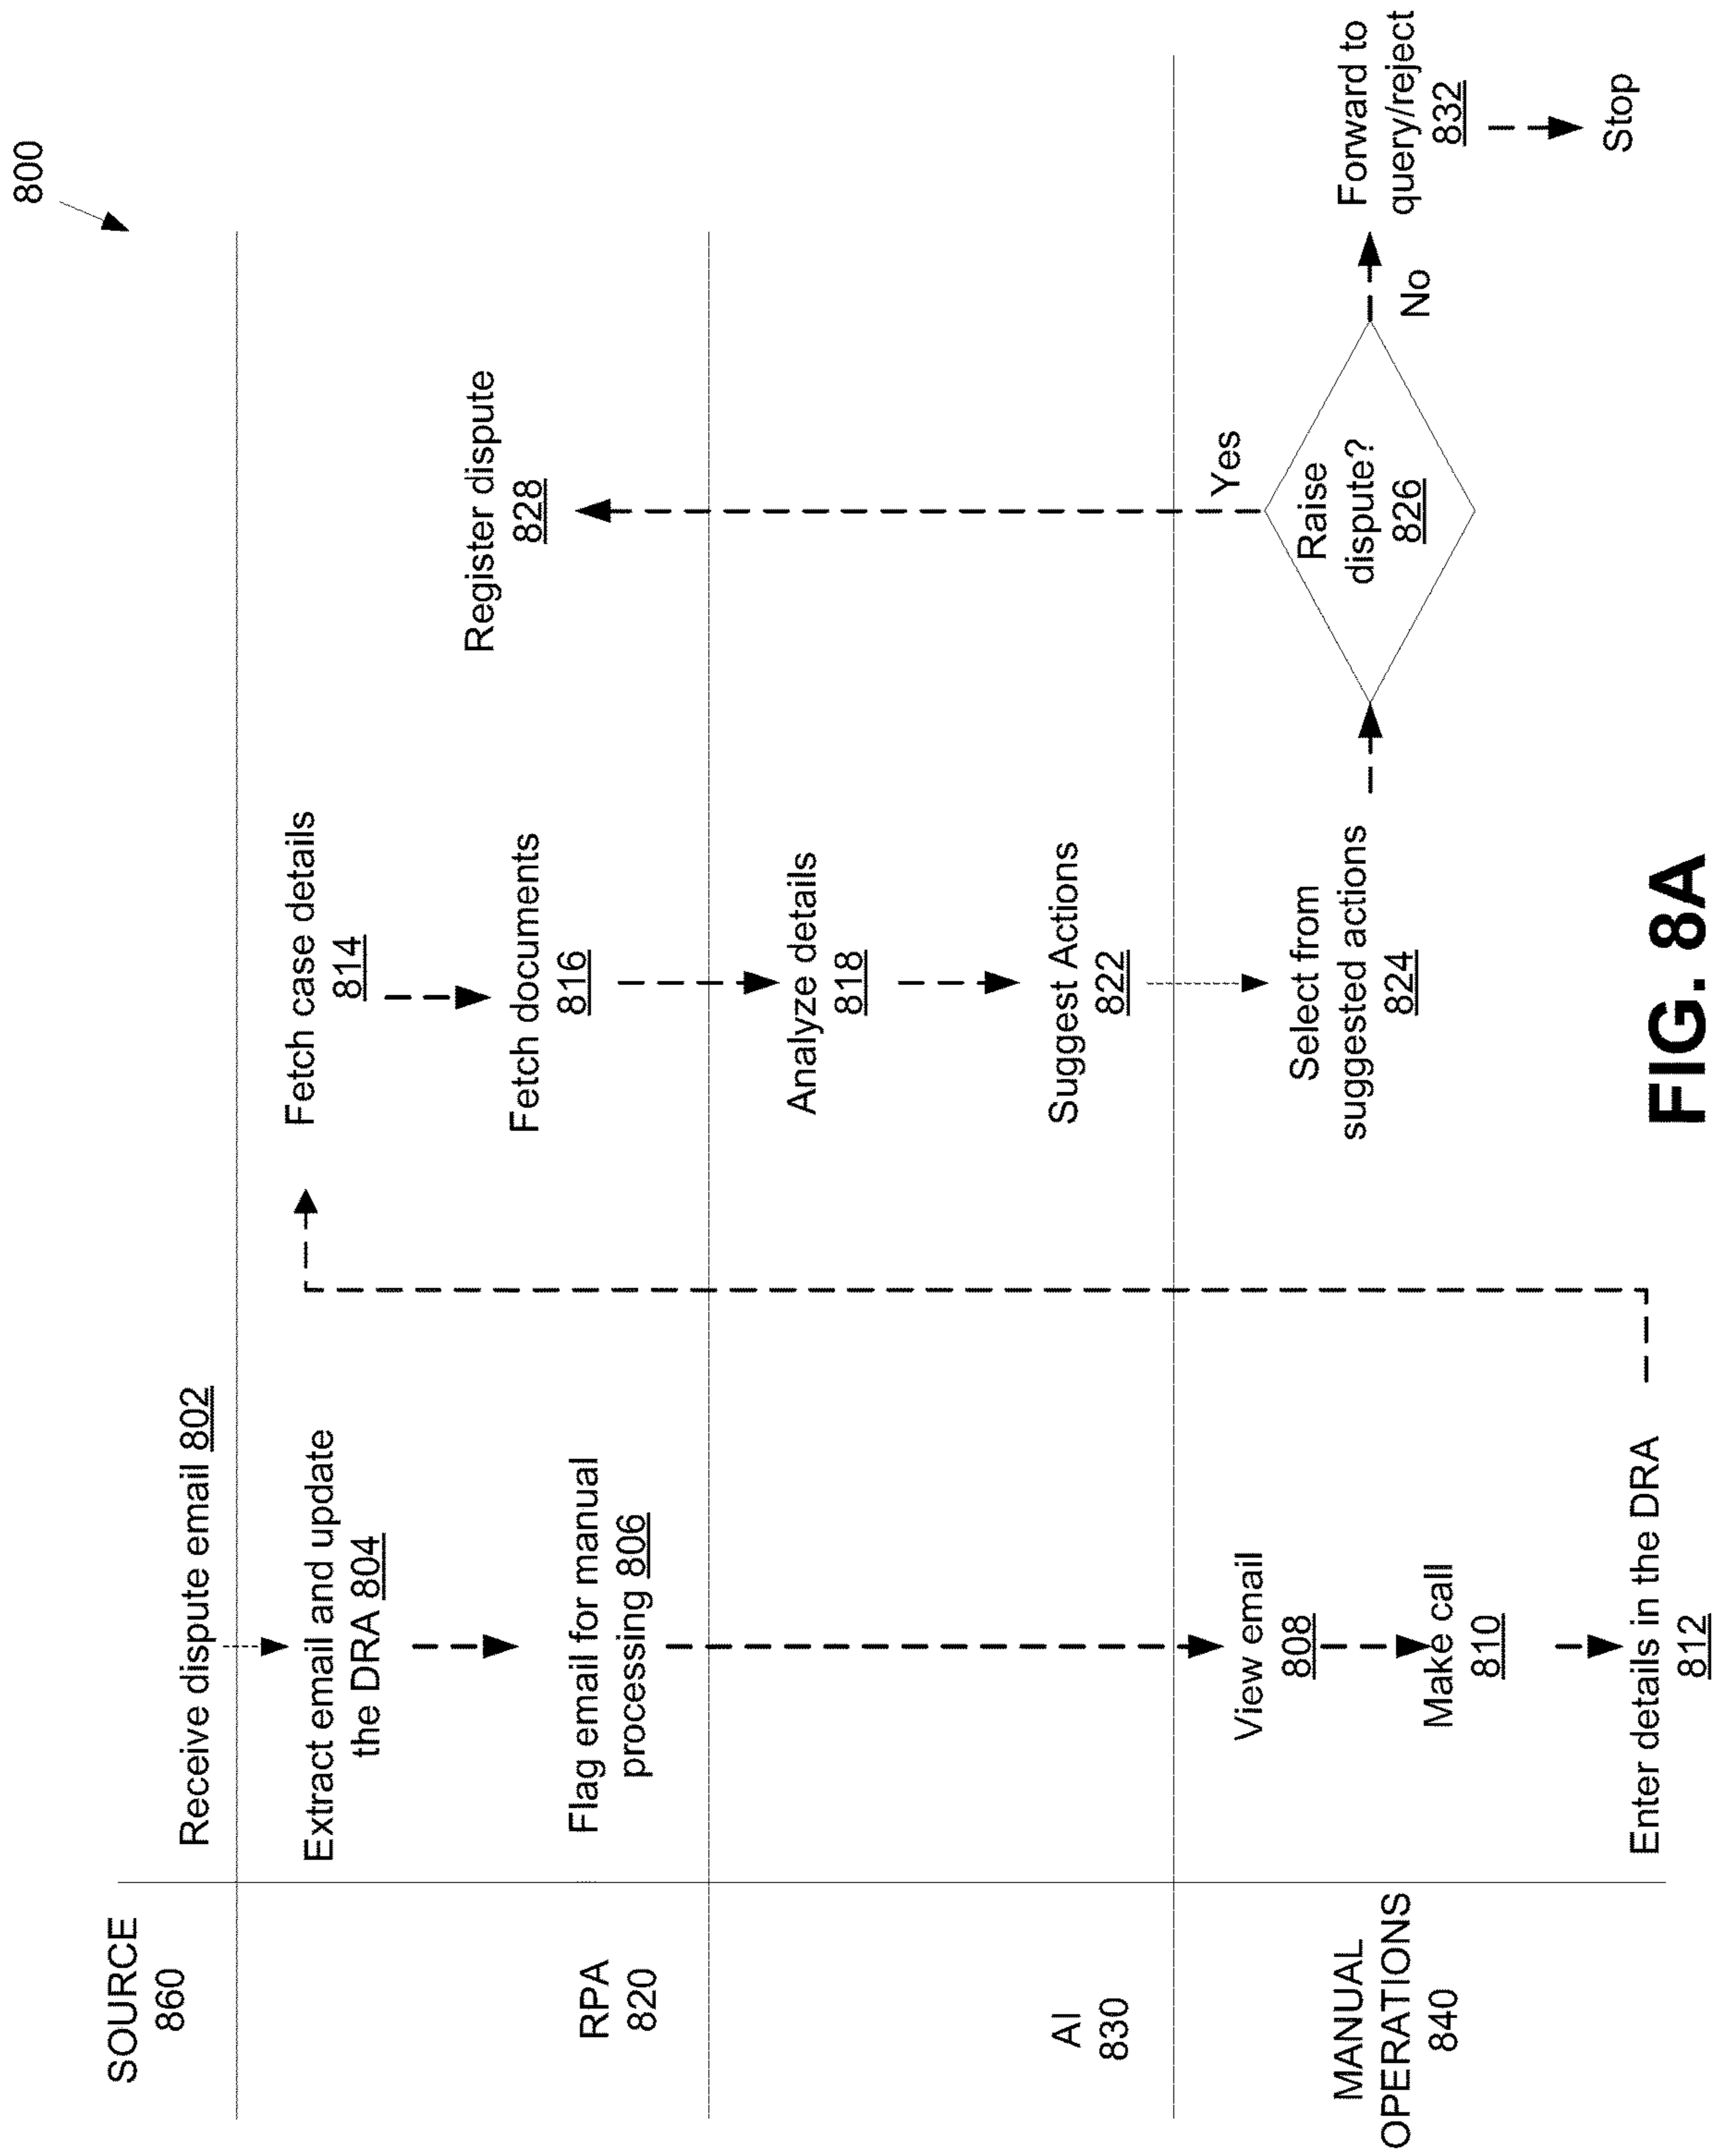 800
SOURCE
860
Receive dispute email 802
Extract email and update
the DRA 804
Fetch case details
814
RPA
820
Flag email for manual
processing 806
Fetch documents
816
Register dispute
828
AI
830
Analyze details
818
Suggest Actions
822
MANUAL
OPERATIONS
840
View email
808
Make call
810
Enter details in the DRA
812
Select from
suggested actions
824
Raise
dispute?
826
Yes
No
Forward to
query/reject
832
Stop
FIG. 8A